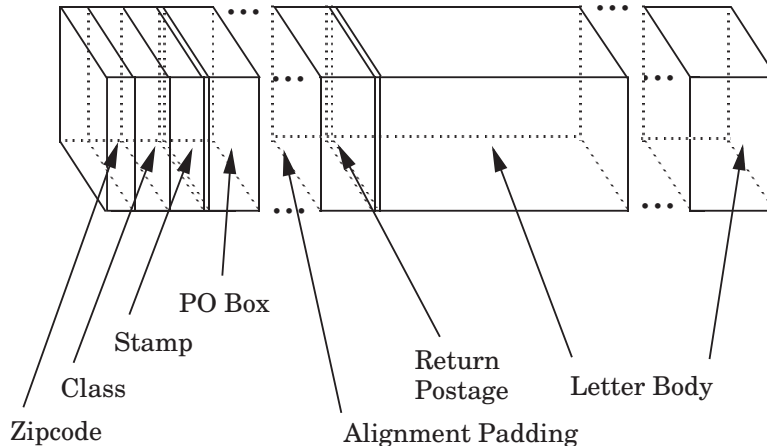 PO Box
Stamp
Class
Zipcode
Return
Postage
Alignment Padding
Letter Body